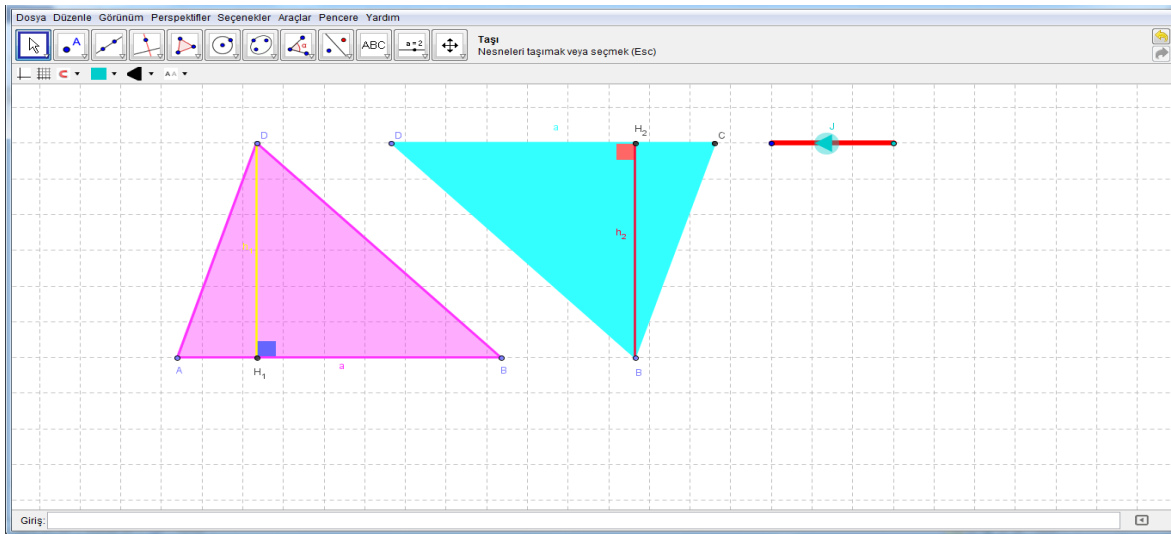 Dosya Düzenle Görünüm Perspektifler Seçenekler Araçlar Pencere Yardım
A
α
ABC
a = 2
Taşı
Nesneleri taşımak veya seçmek (Esc)
A A
D
D
a
H₂
C
J
h₂
A
H₁
a
B
B
Giriş: